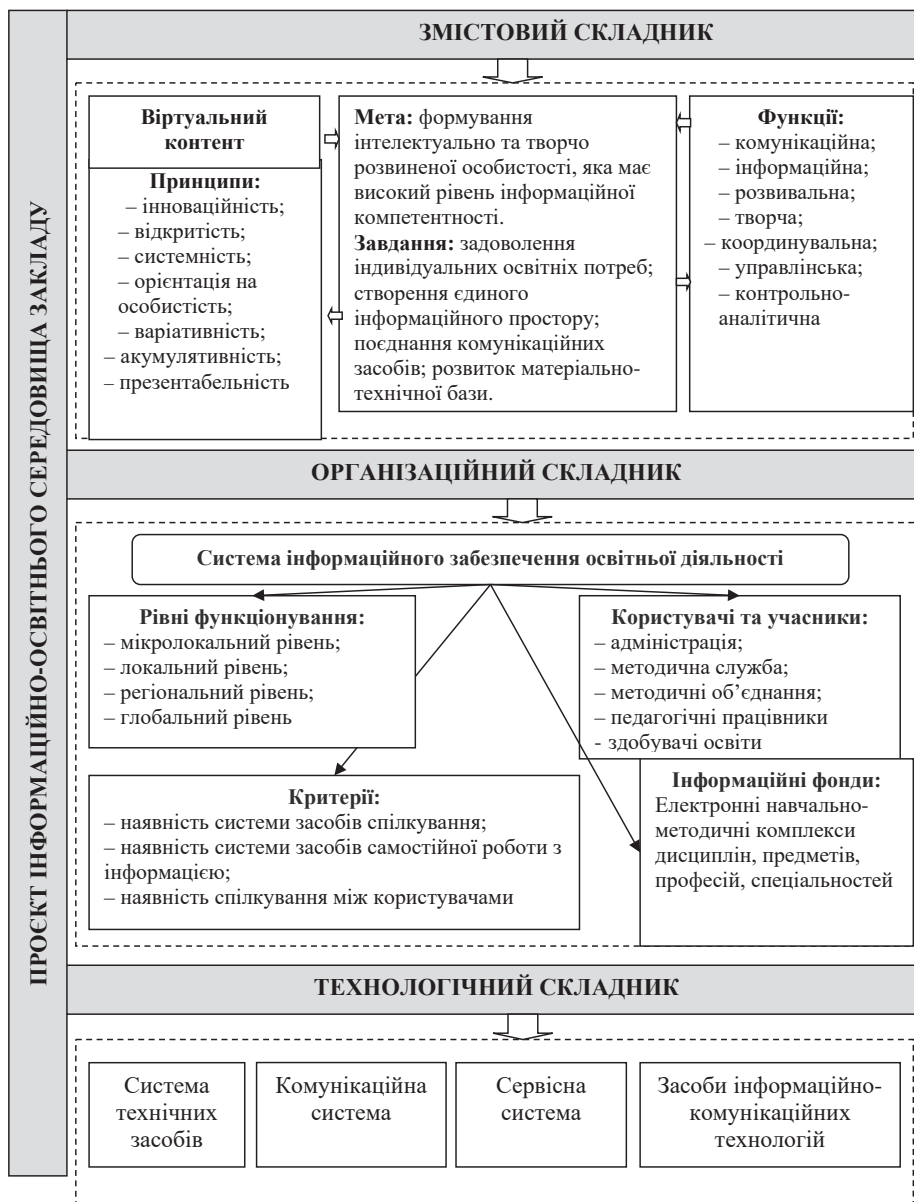 ПРОЄКТ ІНФОРМАЦІЙНО-ОСВІТНЬОГО СЕРЕДОВИЩА ЗАКЛАДУ
ЗМІСТОВИЙ СКЛАДНИК
Віртуальний
контент
Принципи:
– інноваційність;
– відкритість;
– системність;
– орієнтація на
особистість;
– варіативність;
– акумулятивність;
– презентабельність
Мета: формування
інтелектуально та творчо
розвиненої особистості, яка має
високий рівень інформаційної
компетентності.
Завдання: задоволення
індивідуальних освітніх потреб;
створення єдиного
інформаційного простору;
поєднання комунікаційних
засобів; розвиток матеріально-
технічної бази.
Функції:
– комунікаційна;
– інформаційна;
– розвивальна;
– творча;
– координувальна;
– управлінська;
– контрольно-
аналітична
ОРГАНІЗАЦІЙНИЙ СКЛАДНИК
Система інформаційного забезпечення освітньої діяльності
Рівні функціонування:
– мікролокальний рівень;
– локальний рівень;
– регіональний рівень;
– глобальний рівень
Користувачі та учасники:
– адміністрація;
– методична служба;
– методичні об’єднання;
– педагогічні працівники
- здобувачі освіти
Критерії:
– наявність системи засобів спілкування;
– наявність системи засобів самостійної роботи з
інформацією;
– наявність спілкування між користувачами
Інформаційні фонди:
Електронні навчально-
методичні комплекси
дисциплін, предметів,
професій, спеціальностей
ТЕХНОЛОГІЧНИЙ СКЛАДНИК
Система
технічних
засобів
Комунікаційна
система
Сервісна
система
Засоби інформаційно-
комунікаційних
технологій